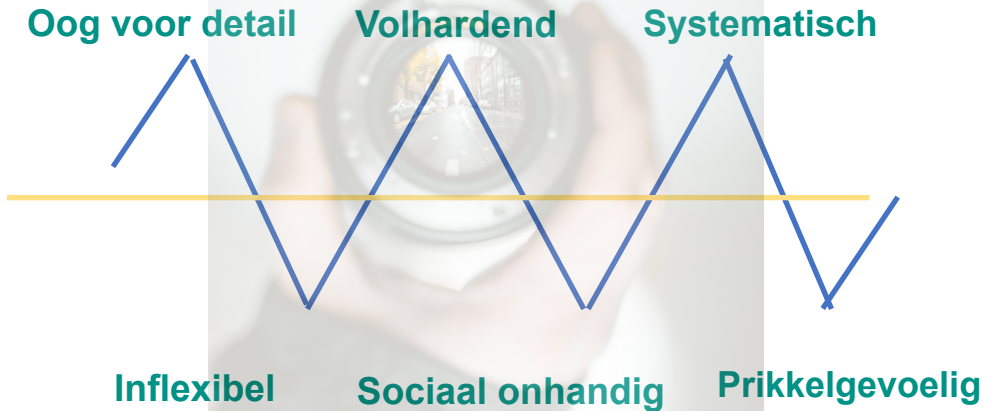 Oog voor detail
Volhardend
Systematisch
Inflexibel
Sociaal onhandig
Prikkelgevoelig